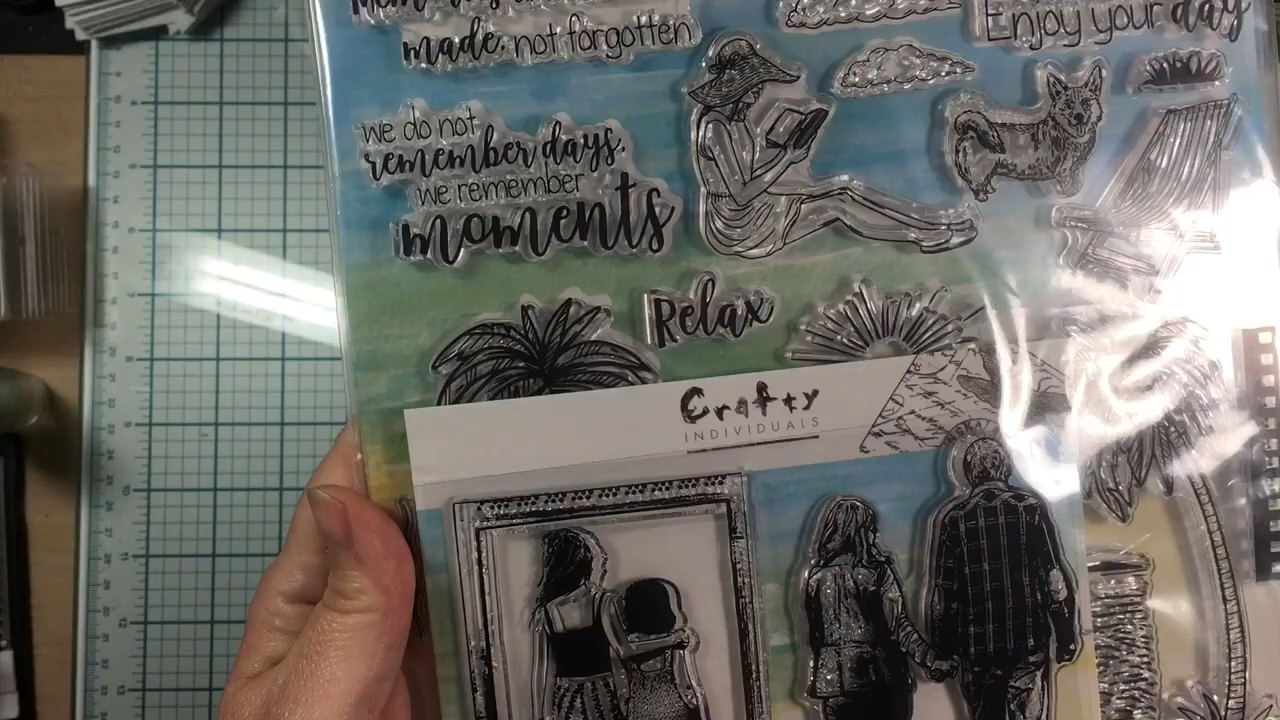 made, not forgotten
Enjoy your day
we do not
remember days,
we remember
moments
Relax
Crafty
INDIVIDUALS